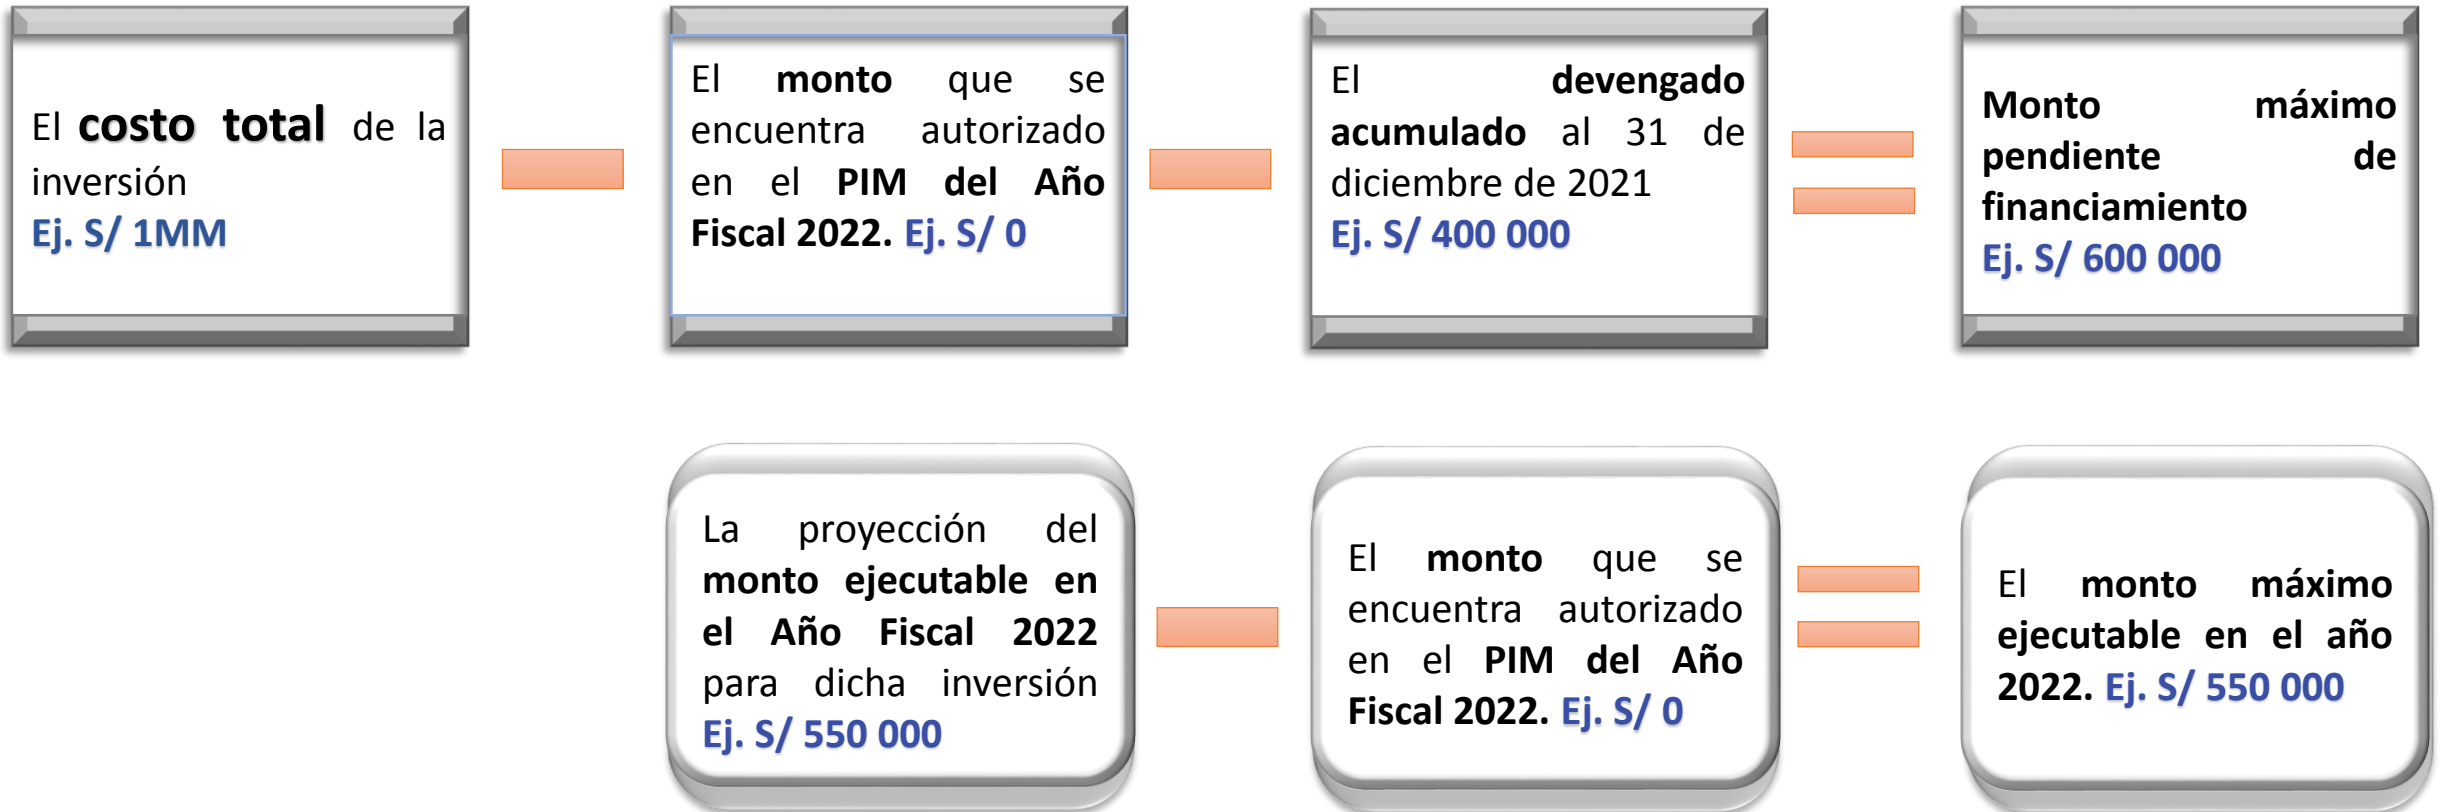 El costo total de la
inversión
Ej. S/ 1MM
El monto que se
encuentra autorizado
en el PIM del Año
Fiscal 2022. Ej. S/ 0
El devengado
acumulado al 31 de
diciembre de 2021
Ej. S/ 400 000
Monto máximo
pendiente de
financiamiento
Ej. S/ 600 000
La proyección del
monto ejecutable en
el Año Fiscal 2022
para dicha inversión
Ej. S/ 550 000
El monto que se
encuentra autorizado
en el PIM del Año
Fiscal 2022. Ej. S/ 0
El monto máximo
ejecutable en el año
2022. Ej. S/ 550 000